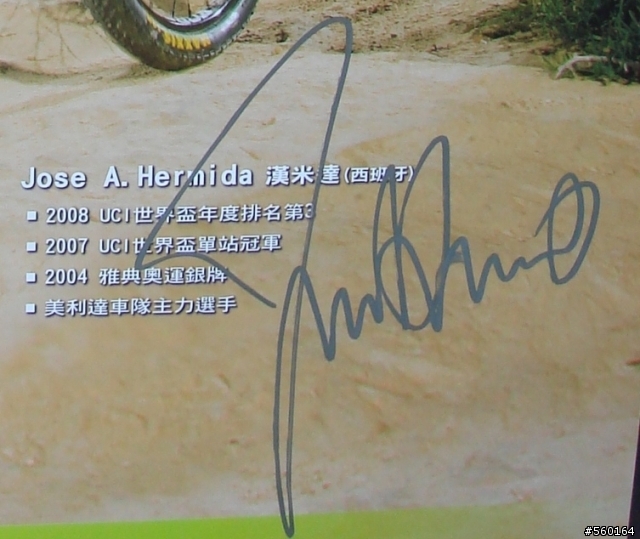 Jose A. Hermida 漢米達(西班牙)
▪ 2008 UCI世界盃年度排名第3
▪ 2007 UCI世界盃單站冠軍
▪ 2004 雅典奧運銀牌
▪ 美利達車隊主力選手
#560164